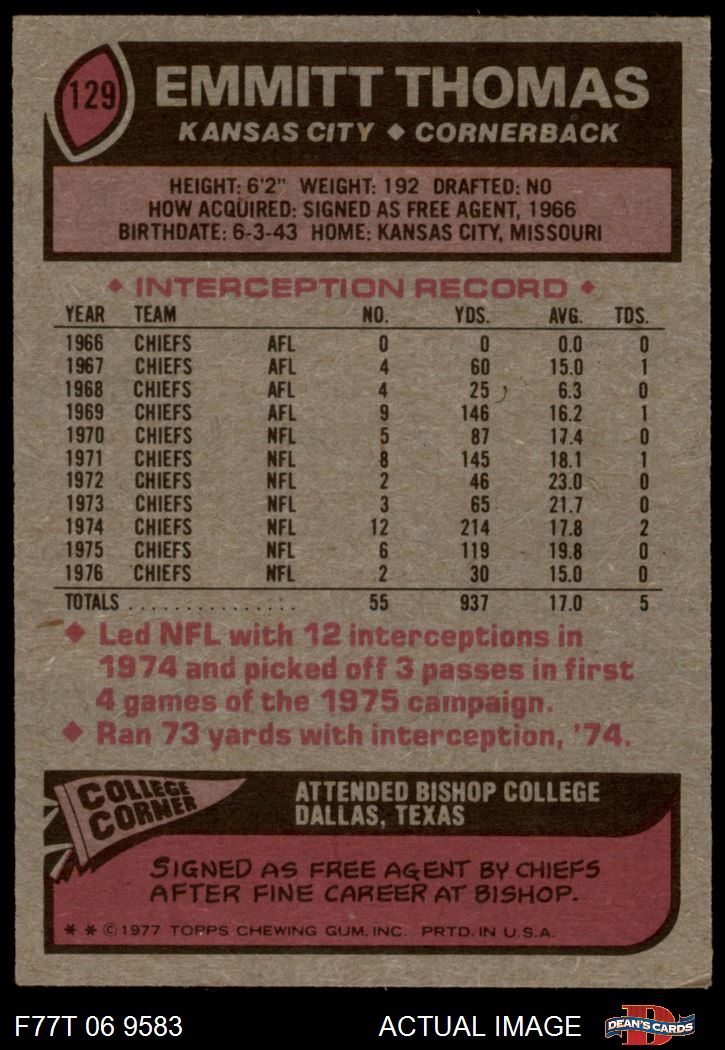 129
EMMITT THOMAS
KANSAS CITY ◆ CORNERBACK
HEIGHT: 6'2" WEIGHT: 192 DRAFTED: NO
HOW ACQUIRED: SIGNED AS FREE AGENT, 1966
BIRTHDATE: 6-3-43 HOME: KANSAS CITY, MISSOURI
◆ INTERCEPTION RECORD ◆
YEAR TEAM NO. YDS. AVG. TDS.
1966 CHIEFS AFL 0 0 0.0 0
1967 CHIEFS AFL 4 60 15.0 1
1968 CHIEFS AFL 4 25 6.3 0
1969 CHIEFS AFL 9 146 16.2 1
1970 CHIEFS NFL 5 87 17.4 0
1971 CHIEFS NFL 8 145 18.1 1
1972 CHIEFS NFL 2 46 23.0 0
1973 CHIEFS NFL 3 65 21.7 0
1974 CHIEFS NFL 12 214 17.8 2
1975 CHIEFS NFL 6 119 19.8 0
1976 CHIEFS NFL 2 30 15.0 0
TOTALS ............... 55 937 17.0 5
◆ Led NFL with 12 interceptions in
1974 and picked off 3 passes in first
4 games of the 1975 campaign.
◆ Ran 73 yards with interception, '74.
COLLEGE
CORNER
ATTENDED BISHOP COLLEGE
DALLAS, TEXAS
SIGNED AS FREE AGENT BY CHIEFS
AFTER FINE CAREER AT BISHOP.
* * © 1977 TOPPS CHEWING GUM, INC. PRTD. IN U.S.A.
F77T 06 9583 ACTUAL IMAGE
D
DEAN'S CARDS